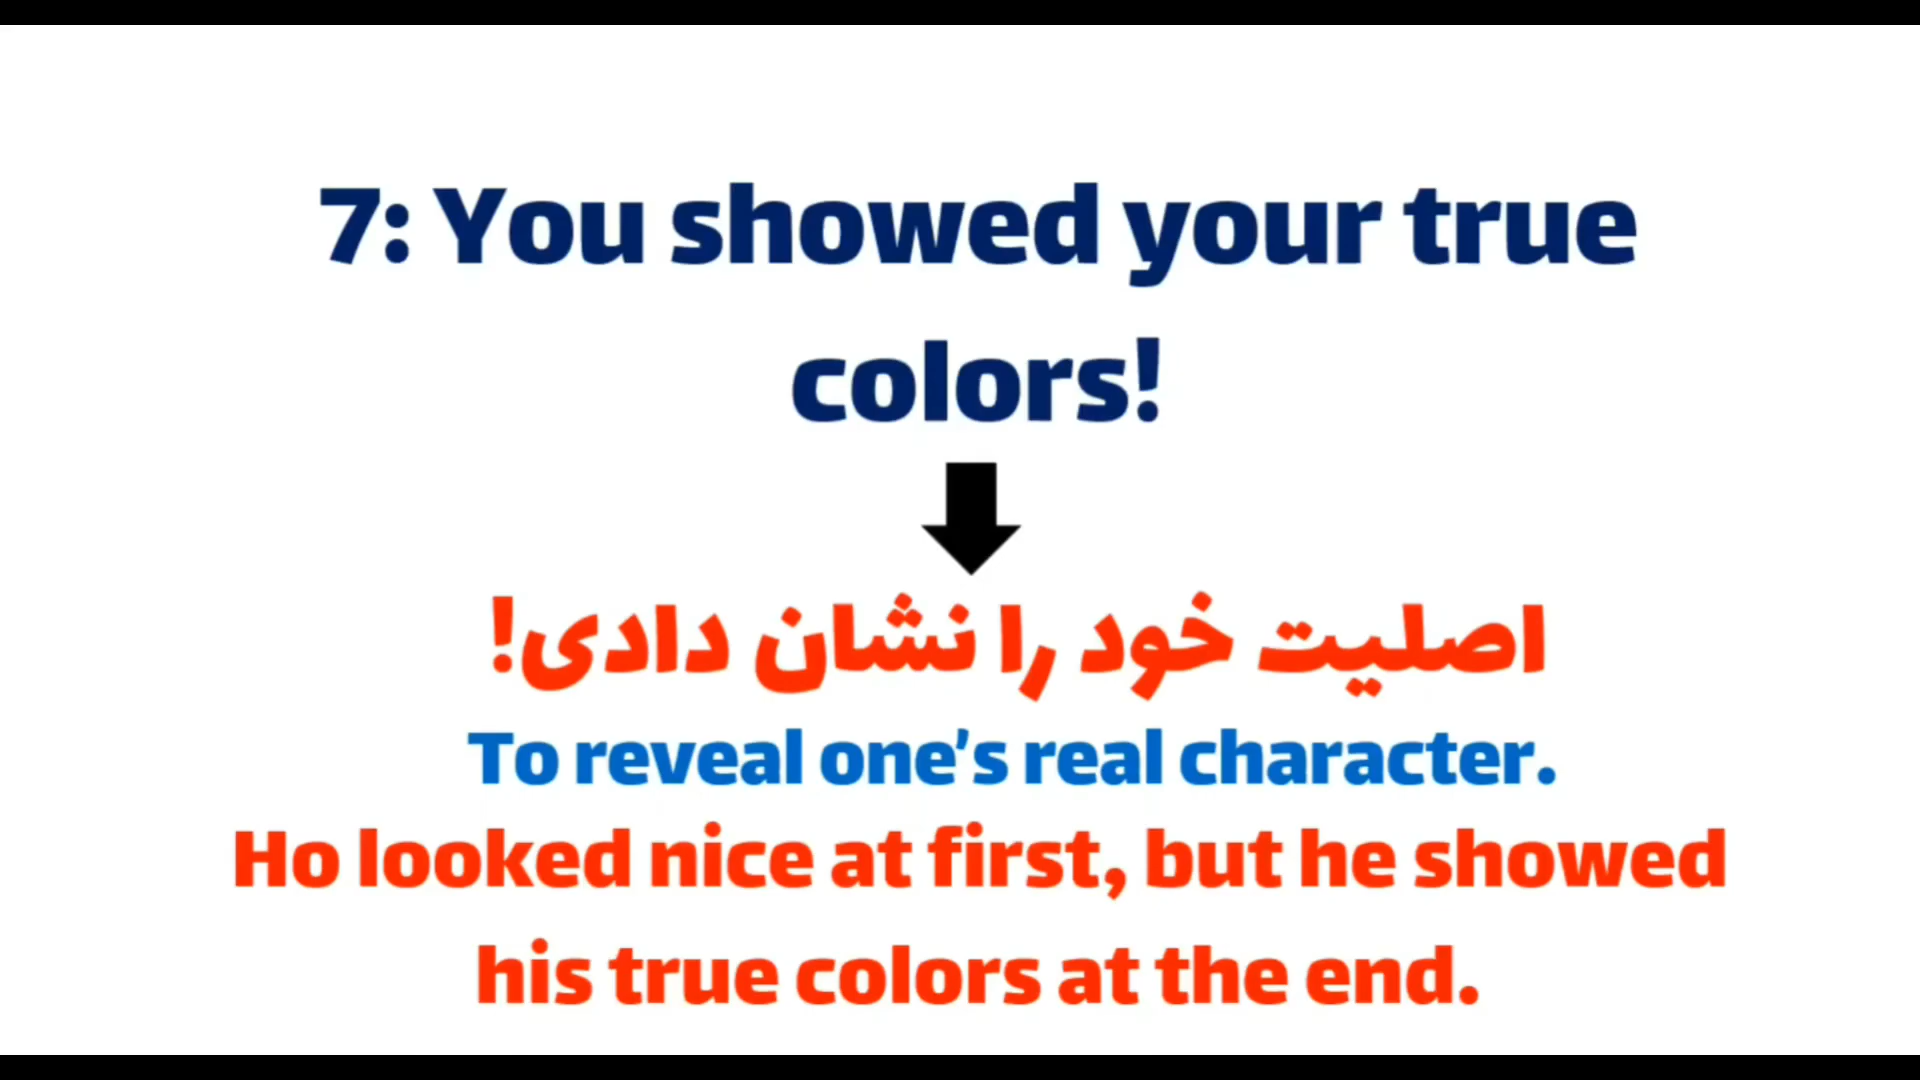 7: You showed your true
colors!
اصلیت خود را نشان دادی!
To reveal one's real character.
Ho looked nice at first, but he showed
his true colors at the end.